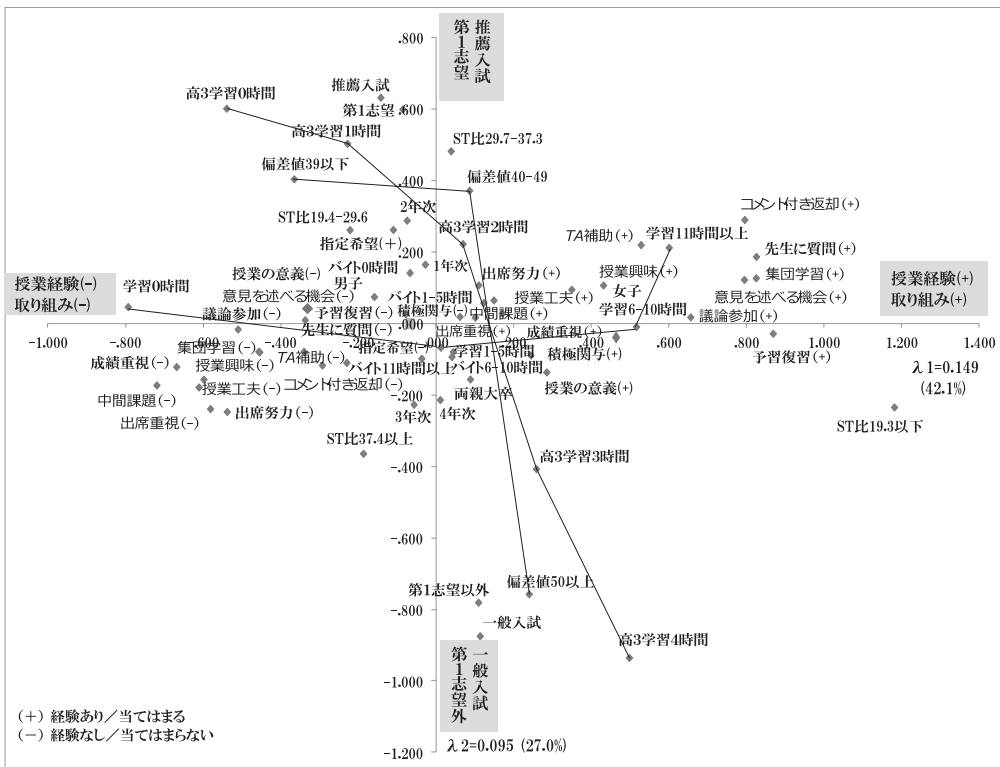 推薦入試
第1志望
.800
推薦入試
高3学習0時間
.600
第1志望
高3学習1時間
ST比29.7-37.3
偏差値39以下
.400
偏差値40-49
2年次
コメント付き返却(+)
ST比19.4-29.6
高3学習2時間
TA補助(+)
学習11時間以上
指定希望(+)
先生に質問(+)
.200
バイト0時間
1年次
授業の意義(-)
出席努力(+)
授業興味(+)
集団学習(+)
授業経験(-)
取り組み(-)
授業経験(+)
取り組み(+)
学習0時間
男子
女子
意見を述べる機会(-)
バイト1-5時間
授業工夫(+)
意見を述べる機会(+)
議論参加(-)
予習復習(-)
積極関与(-)
中間課題(+)
学習6-10時間
議論参加(+)
-1.000
-.800
-.600
-.400
-.200
.000
.200
.400
.600
.800
1.000
1.200
1.400
先生に質問(-)
出席重視(+)
成績重視(+)
集団学習(-)
指定希望(-)
学習1-5時間
積極関与(+)
予習復習(+)
成績重視(-)
授業興味(-)
TA補助(-)
バイト11時間以上
バイト6-10時間
λ1=0.149
(42.1%)
授業工夫(-)
コメント付き返却(-)
両親大卒
授業の意義(+)
中間課題(-)
-.200
出席重視(-)
出席努力(-)
3年次
4年次
ST比19.3以下
ST比37.4以上
-.400
高3学習3時間
-.600
第1志望以外
偏差値50以上
-.800
一般入試
高3学習4時間
一般入試
第1志望外
-1.000
(+) 経験あり/当てはまる
(-) 経験なし/当てはまらない
-1.200
λ2=0.095 (27.0%)